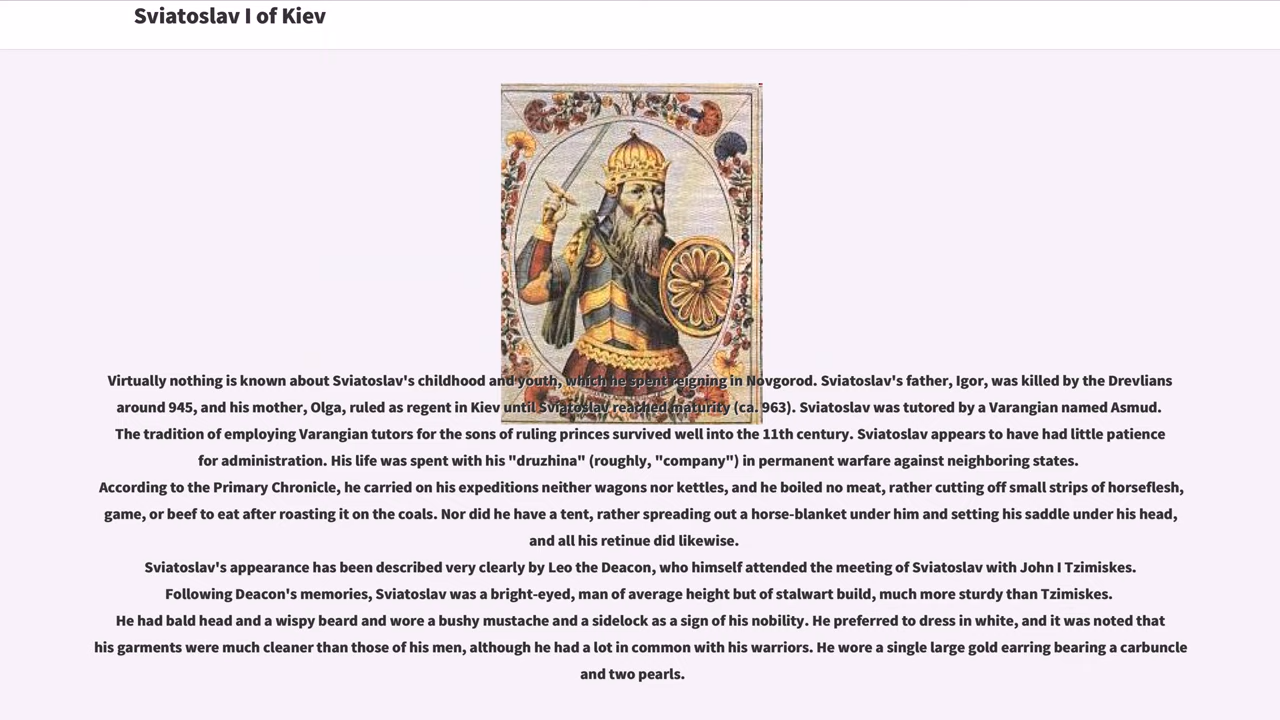 Sviatoslav I of Kiev
Virtually nothing is known about Sviatoslav's childhood and youth, which he spent reigning in Novgorod. Sviatoslav's father, Igor, was killed by the Drevlians
around 945, and his mother, Olga, ruled as regent in Kiev until Sviatoslav reached maturity (ca. 963). Sviatoslav was tutored by a Varangian named Asmud.
The tradition of employing Varangian tutors for the sons of ruling princes survived well into the 11th century. Sviatoslav appears to have had little patience
for administration. His life was spent with his "druzhina" (roughly, "company") in permanent warfare against neighboring states.
According to the Primary Chronicle, he carried on his expeditions neither wagons nor kettles, and he boiled no meat, rather cutting off small strips of horseflesh,
game, or beef to eat after roasting it on the coals. Nor did he have a tent, rather spreading out a horse-blanket under him and setting his saddle under his head,
and all his retinue did likewise.
Sviatoslav's appearance has been described very clearly by Leo the Deacon, who himself attended the meeting of Sviatoslav with John I Tzimiskes.
Following Deacon's memories, Sviatoslav was a bright-eyed, man of average height but of stalwart build, much more sturdy than Tzimiskes.
He had bald head and a wispy beard and wore a bushy mustache and a sidelock as a sign of his nobility. He preferred to dress in white, and it was noted that
his garments were much cleaner than those of his men, although he had a lot in common with his warriors. He wore a single large gold earring bearing a carbuncle
and two pearls.